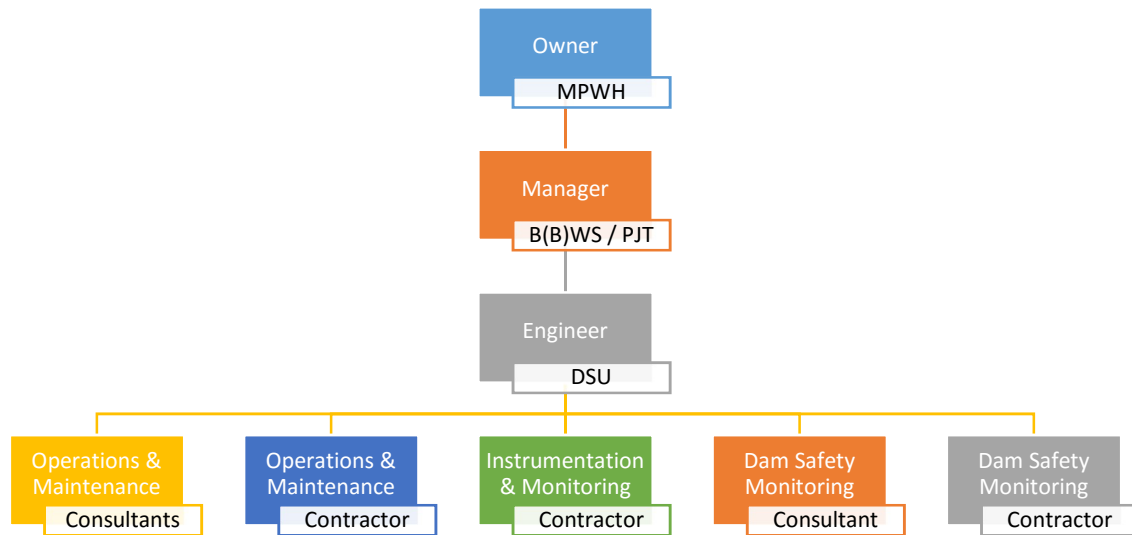 Owner
MPWH
Manager
B(B)WS / PJT
Engineer
DSU
Operations &
Maintenance
Consultants
Operations &
Maintenance
Contractor
Instrumentation
& Monitoring
Contractor
Dam Safety
Monitoring
Consultant
Dam Safety
Monitoring
Contractor